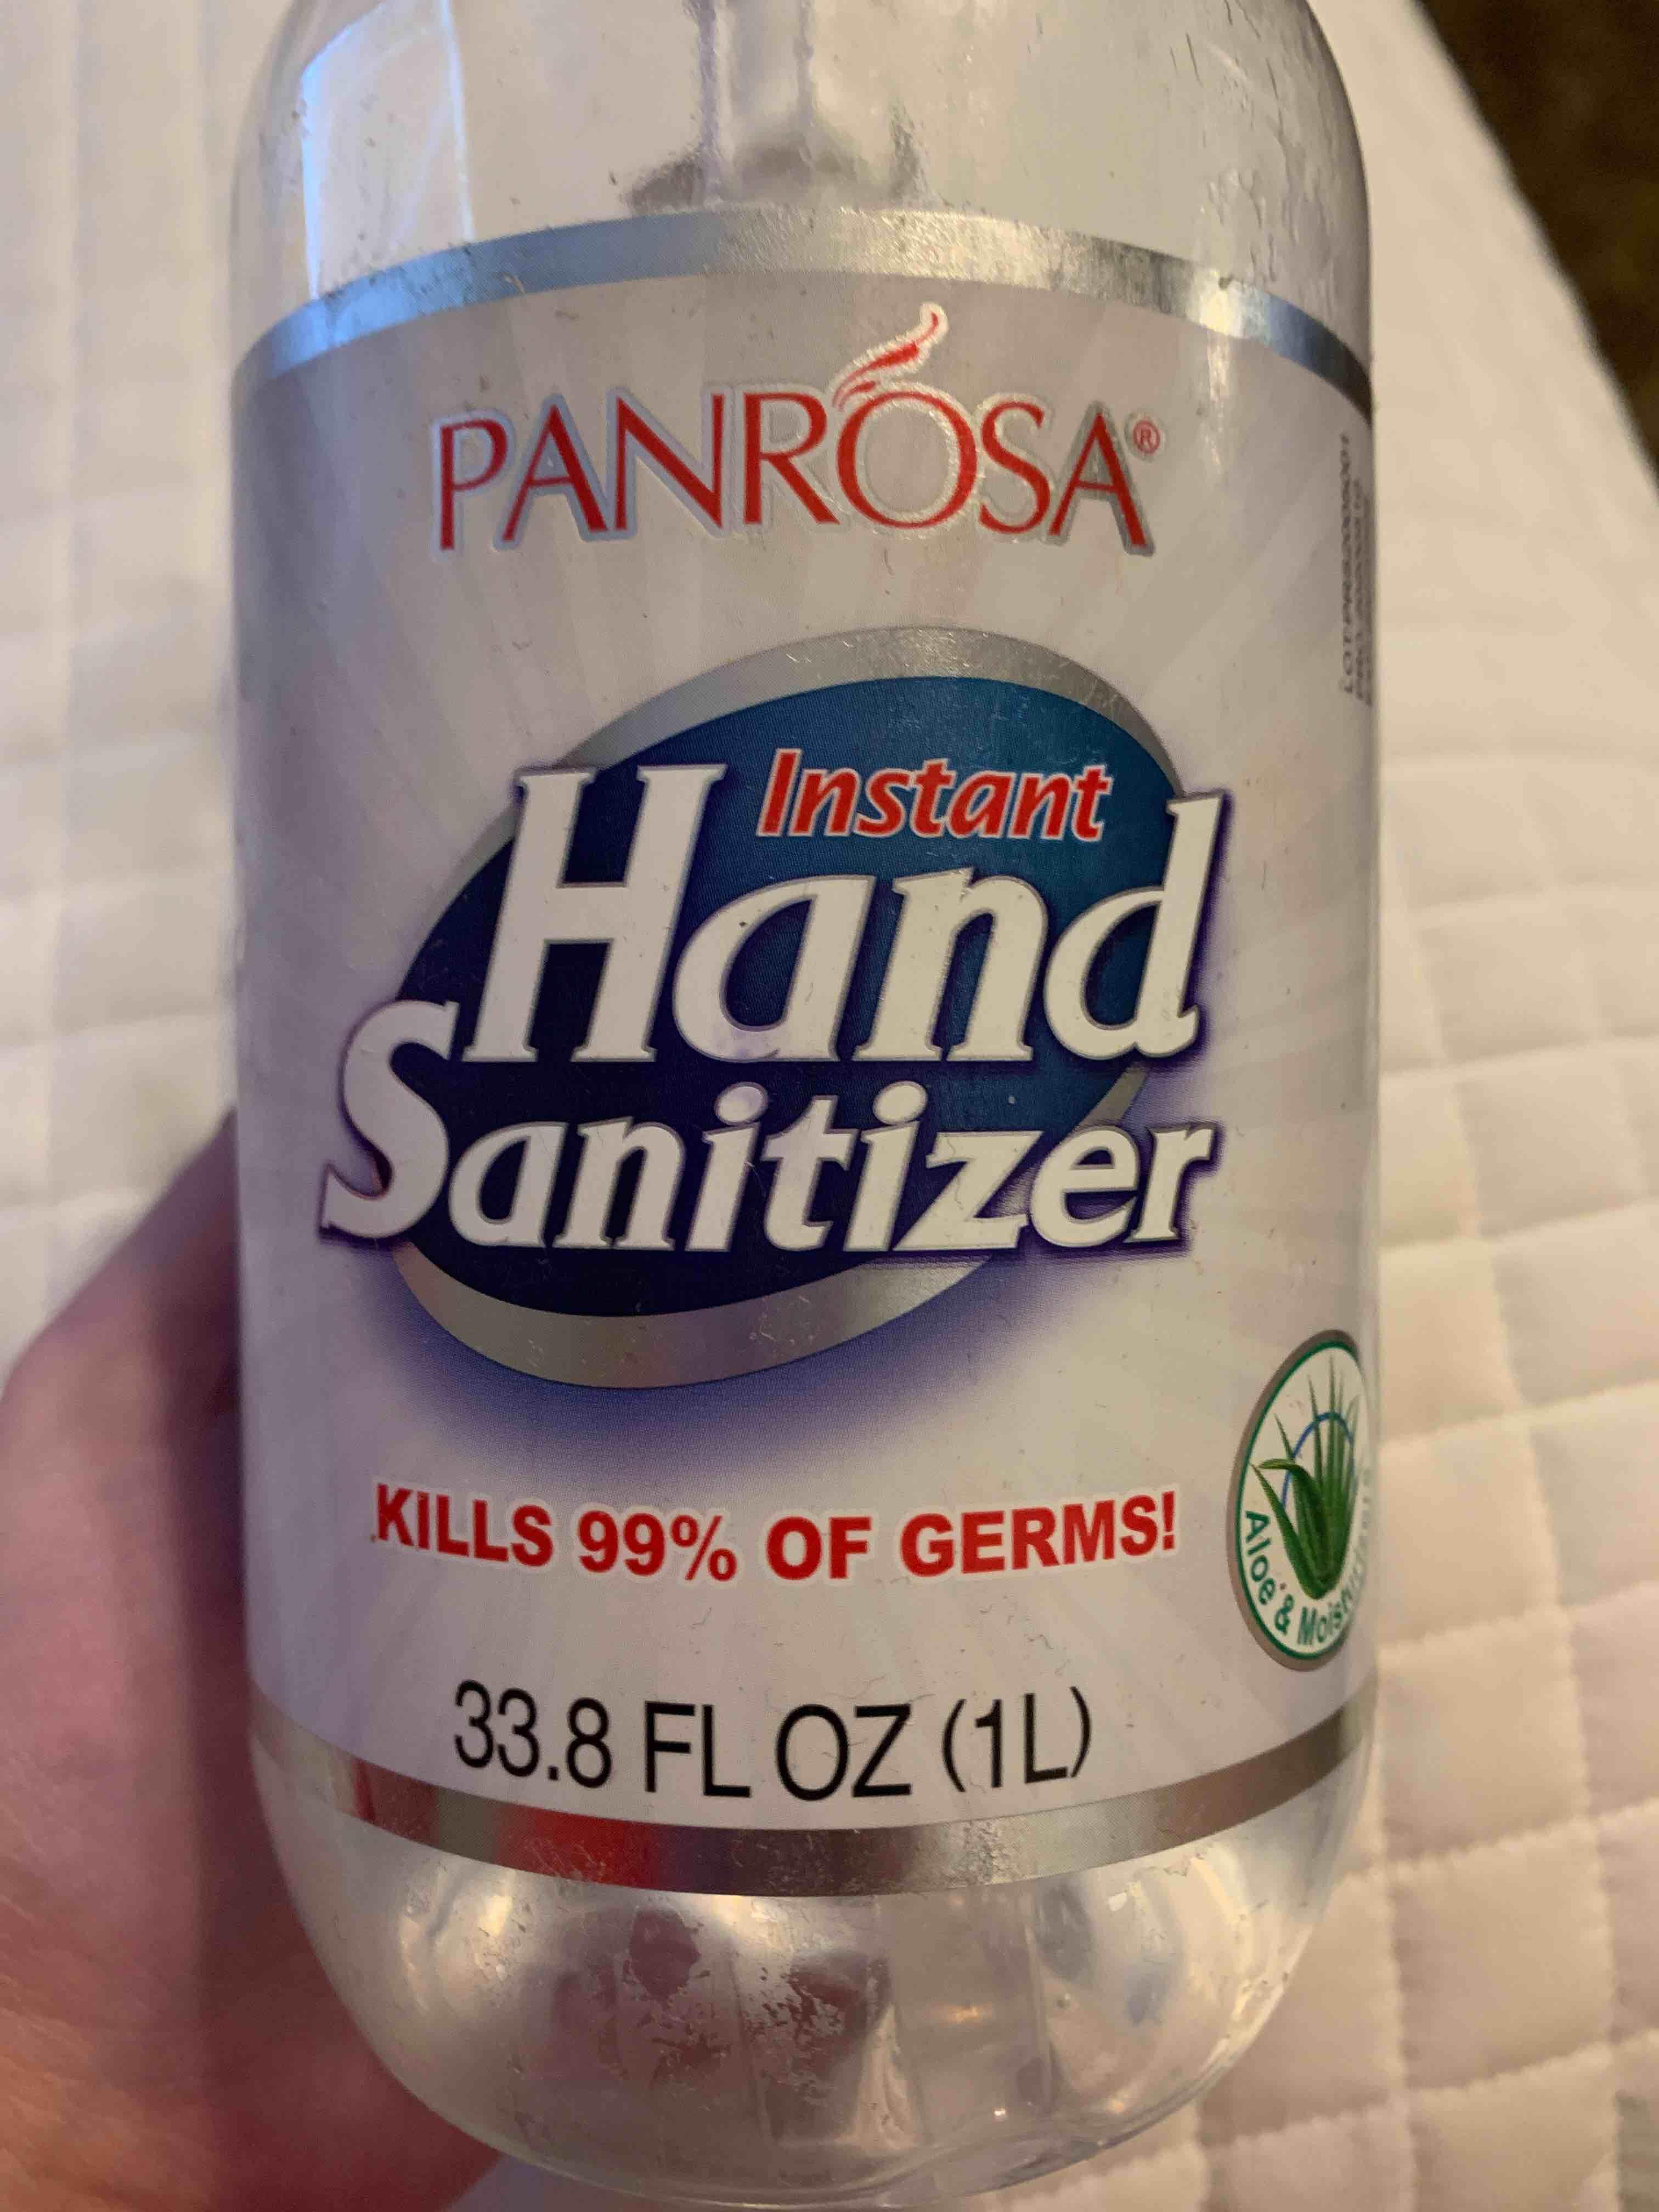 PANROSA®
Instant
Hand
Sanitizer
KILLS 99% OF GERMS!
Aloe &
33.8 FL OZ (1L)